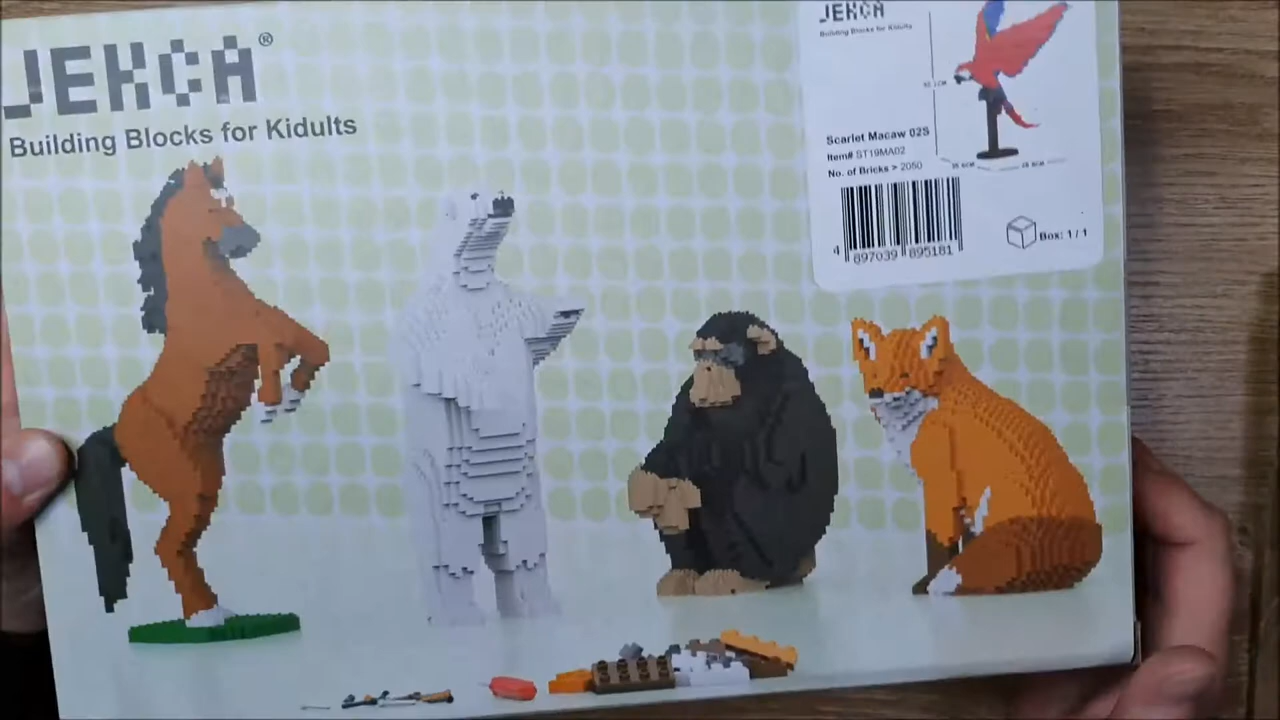 JEKCA®
Building Blocks for Kidults
JEKCA
Building Blocks for Kidults
Scarlet Macaw 02S
Item# ST19MA02
No. of Bricks > 2050
4 897039 895181
Box: 1 / 1